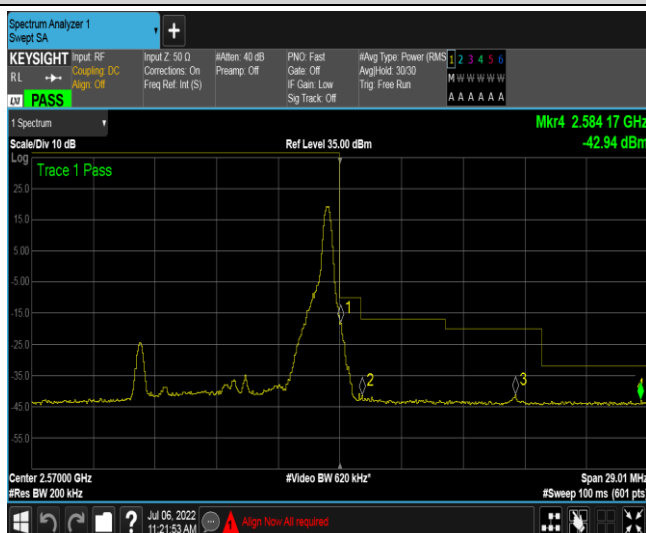 Spectrum Analyzer 1
Swept SA
+
KEYSIGHT
RL
LXI PASS
Input: RF
Coupling: DC
Align: Off
Input Z: 50 Ω
Corrections: On
Freq Ref: Int (S)
#Atten: 40 dB
Preamp: Off
PNO: Fast
Gate: Off
IF Gain: Low
Sig Track: Off
#Avg Type: Power (RMS
Avg|Hold: 30/30
Trig: Free Run
1 2 3 4 5 6
M W W W W W
A A A A A A
1 Spectrum
Scale/Div 10 dB
Ref Level 35.00 dBm
Mkr4 2.584 17 GHz
-42.94 dBm
Log
Trace 1 Pass
25.0
15.0
5.00
-5.00
-15.0
-25.0
-35.0
-45.0
-55.0
1
2
3
Center 2.57000 GHz
#Res BW 200 kHz
#Video BW 620 kHz*
Span 29.01 MHz
#Sweep 100 ms (601 pts)
?
Jul 06, 2022
11:21:53 AM
Align Now All required